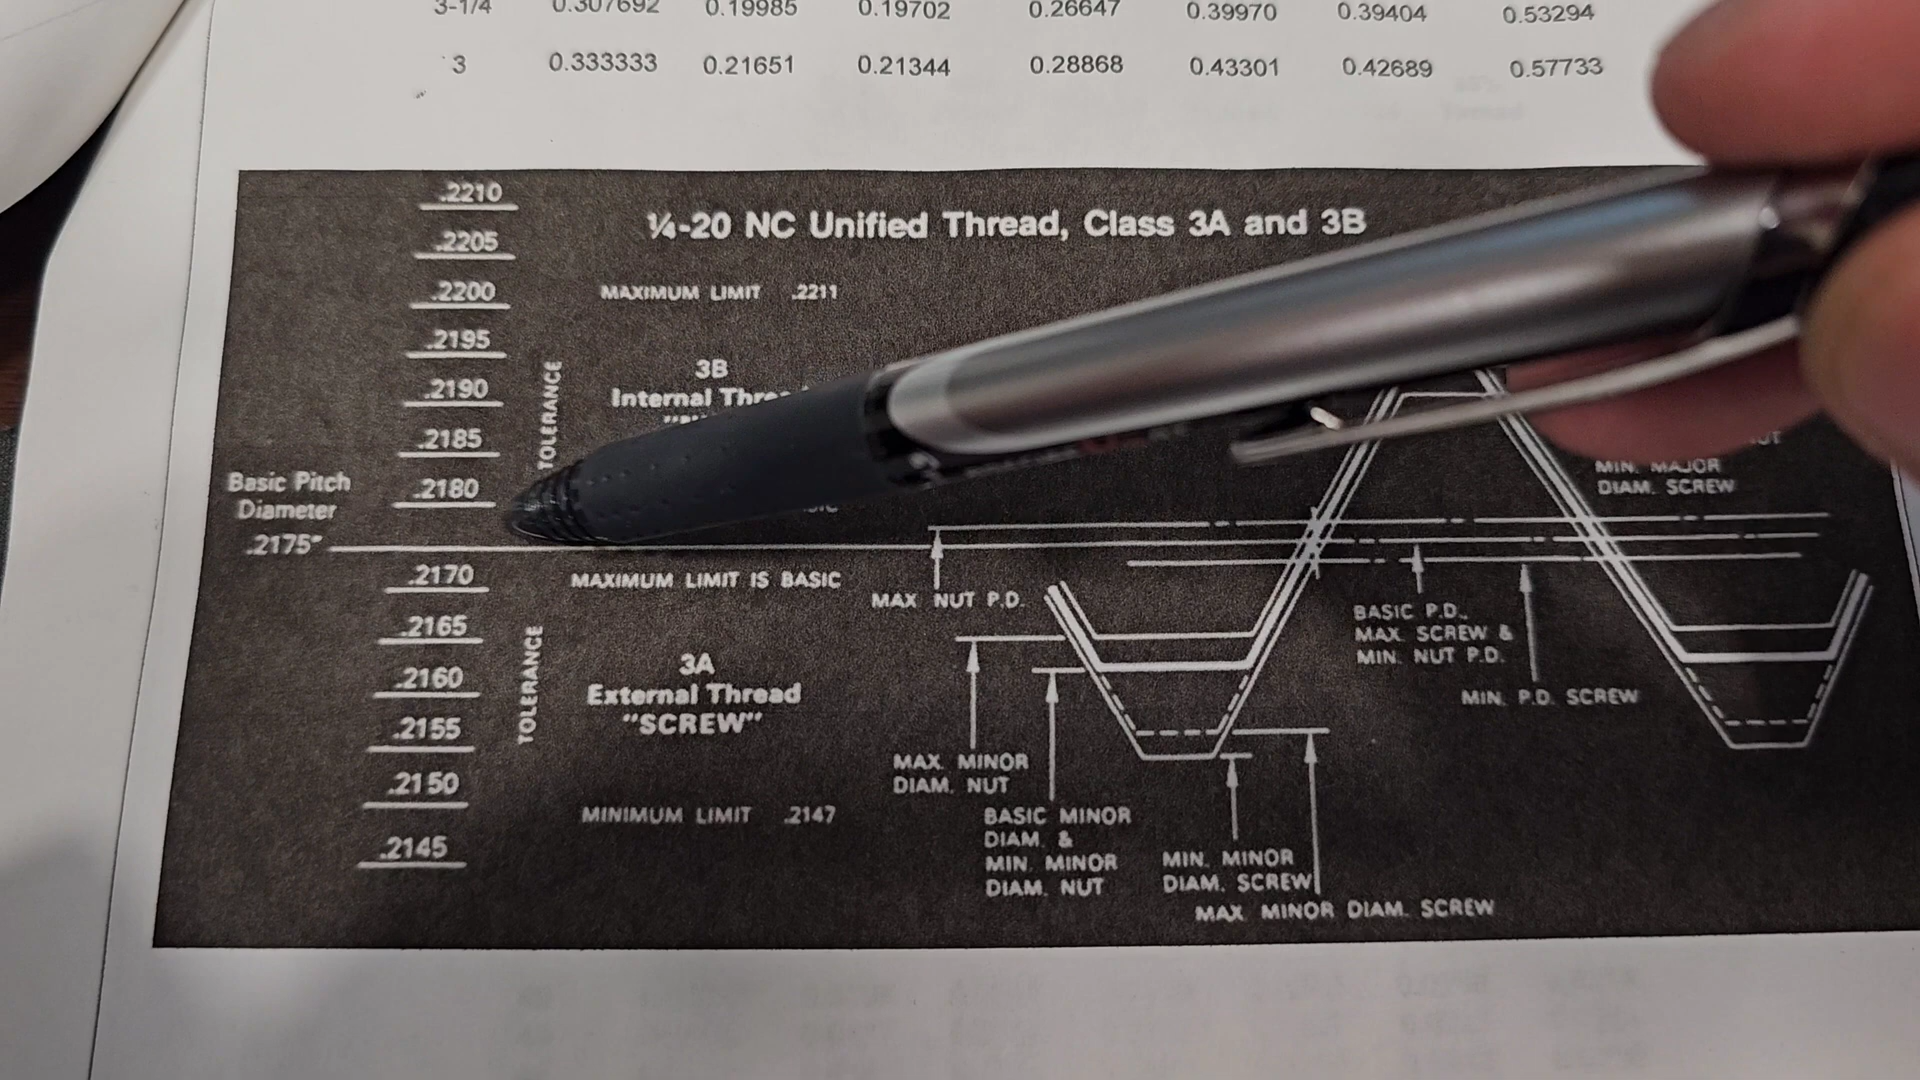 3-1/4 0.307692 0.19985 0.19702 0.26647 0.39970 0.39404 0.53294
3 0.333333 0.21651 0.21344 0.28868 0.43301 0.42689 0.57733
¼-20 NC Unified Thread, Class 3A and 3B
.2210
.2205
.2200
.2195
.2190
.2185
.2180
Basic Pitch
Diameter
.2175"
.2170
.2165
.2160
.2155
.2150
.2145
TOLERANCE
TOLERANCE
MAXIMUM LIMIT .2211
3B
Internal
MAXIMUM LIMIT IS BASIC
3A
External Thread
"SCREW"
MINIMUM LIMIT .2147
MAX NUT P.D.
MAX. MINOR
DIAM. NUT
BASIC MINOR
DIAM. &
MIN. MINOR
DIAM. NUT
MIN. MINOR
DIAM. SCREW
MAX MINOR DIAM. SCREW
BASIC P.D.,
MAX. SCREW &
MIN. NUT P.D.
MIN. P.D. SCREW
MIN. MAJOR
DIAM. SCREW